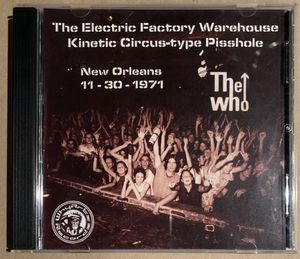 The Electric Factory Warehouse
Kinetic Circus-type Pisshole
New Orleans
11-30-1971
The
Who